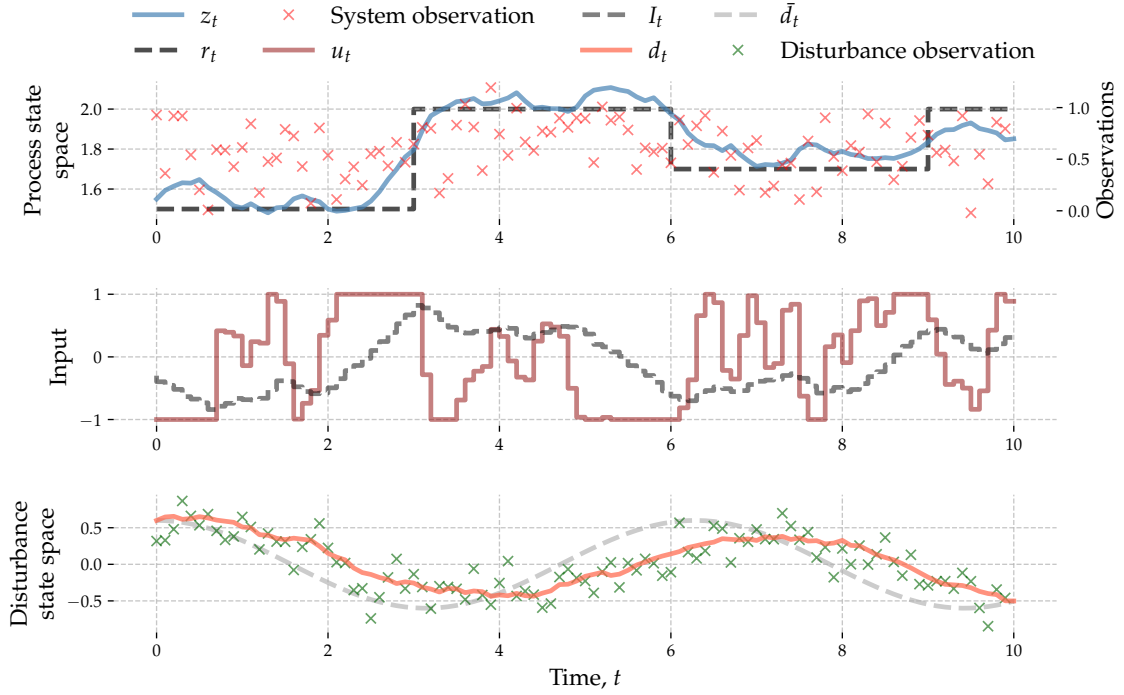 z_t System observation I_t d̄_t
r_t u_t d_t Disturbance observation
Process state
space
2.0
1.8
1.6
1.0
0.5
0.0
Observations
0 2 4 6 8 10
Input
1
0
−1
0 2 4 6 8 10
Disturbance
state space
0.5
0.0
−0.5
0 2 4 6 8 10
Time, t